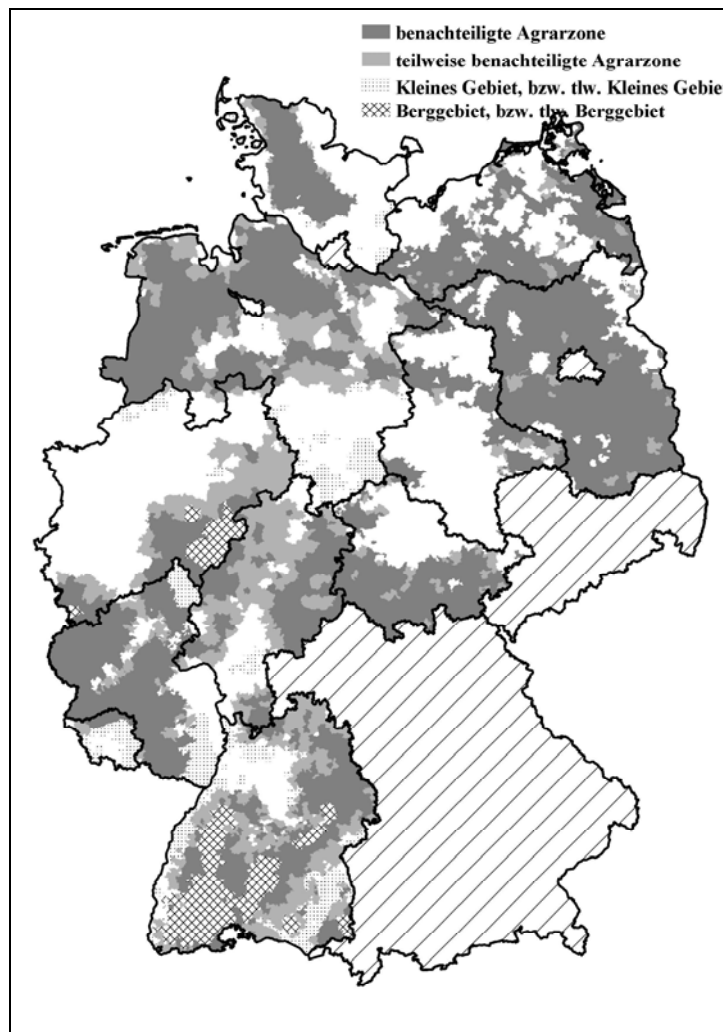 benachteiligte Agrarzone
teilweise benachteiligte Agrarzone
Kleines Gebiet, bzw. tlw. Kleines Gebie
Berggebiet, bzw. tlw. Berggebiet